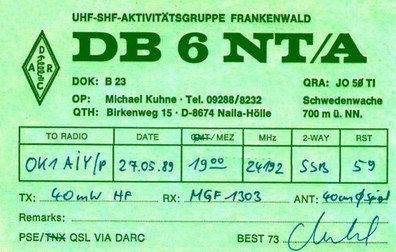 UHF-SHF-AKTIVITÄTSGRUPPE FRANKENWALD
DARC
DB 6 NT/A
DOK: B 23 QRA: JO 50 TI
OP: Michael Kuhne · Tel. 09288/8232 Schwedenwache
QTH: Birkenweg 15 · D-8674 Naila-Hölle 700 m ü. NN.
TO RADIO DATE GMT/MEZ MHz 2-WAY RST
OK1AIY/P 27.05.89 19⁰⁰ 24192 SSB 59
TX: 40mW HF RX: MGF 1303 ANT: 40cm
Remarks:
PSE/TNX QSL VIA DARC BEST 73